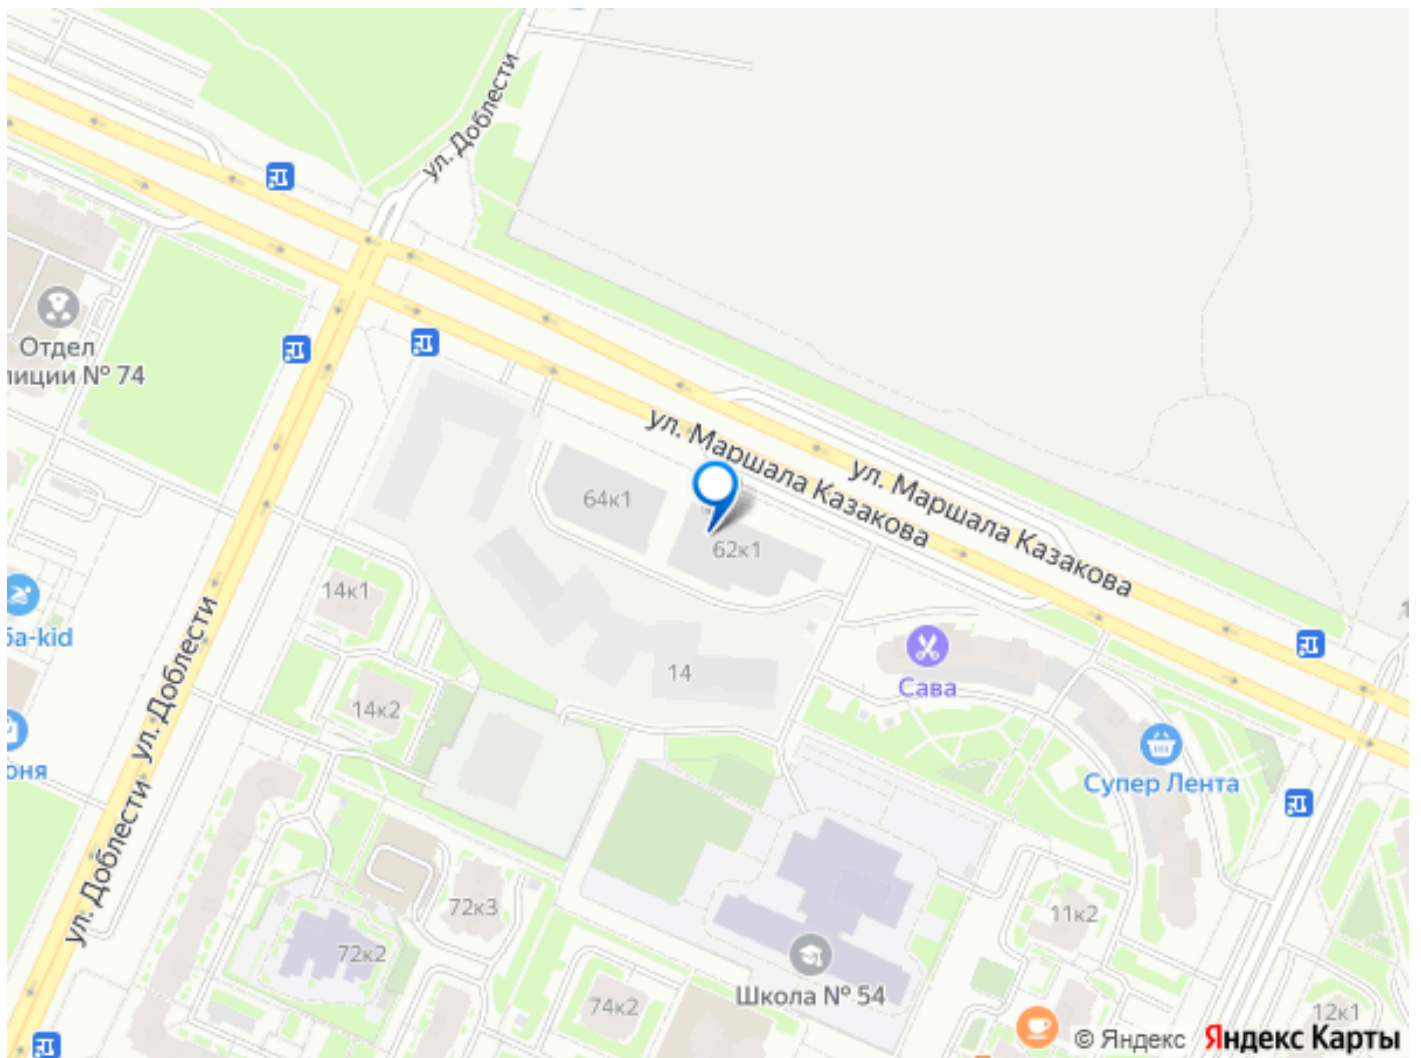 ул. Доблести
Отдел
лиции № 74
ул. Маршала Казакова
ул. Маршала Казакова
64к1
62к1
14к1
ба-kid
ул. Доблести
14
Сава
14к2
оня
Супер Лента
ул. Доблести
72к3
11к2
72к2
Школа № 54
74к2
12к1
© Яндекс Яндекс Карты